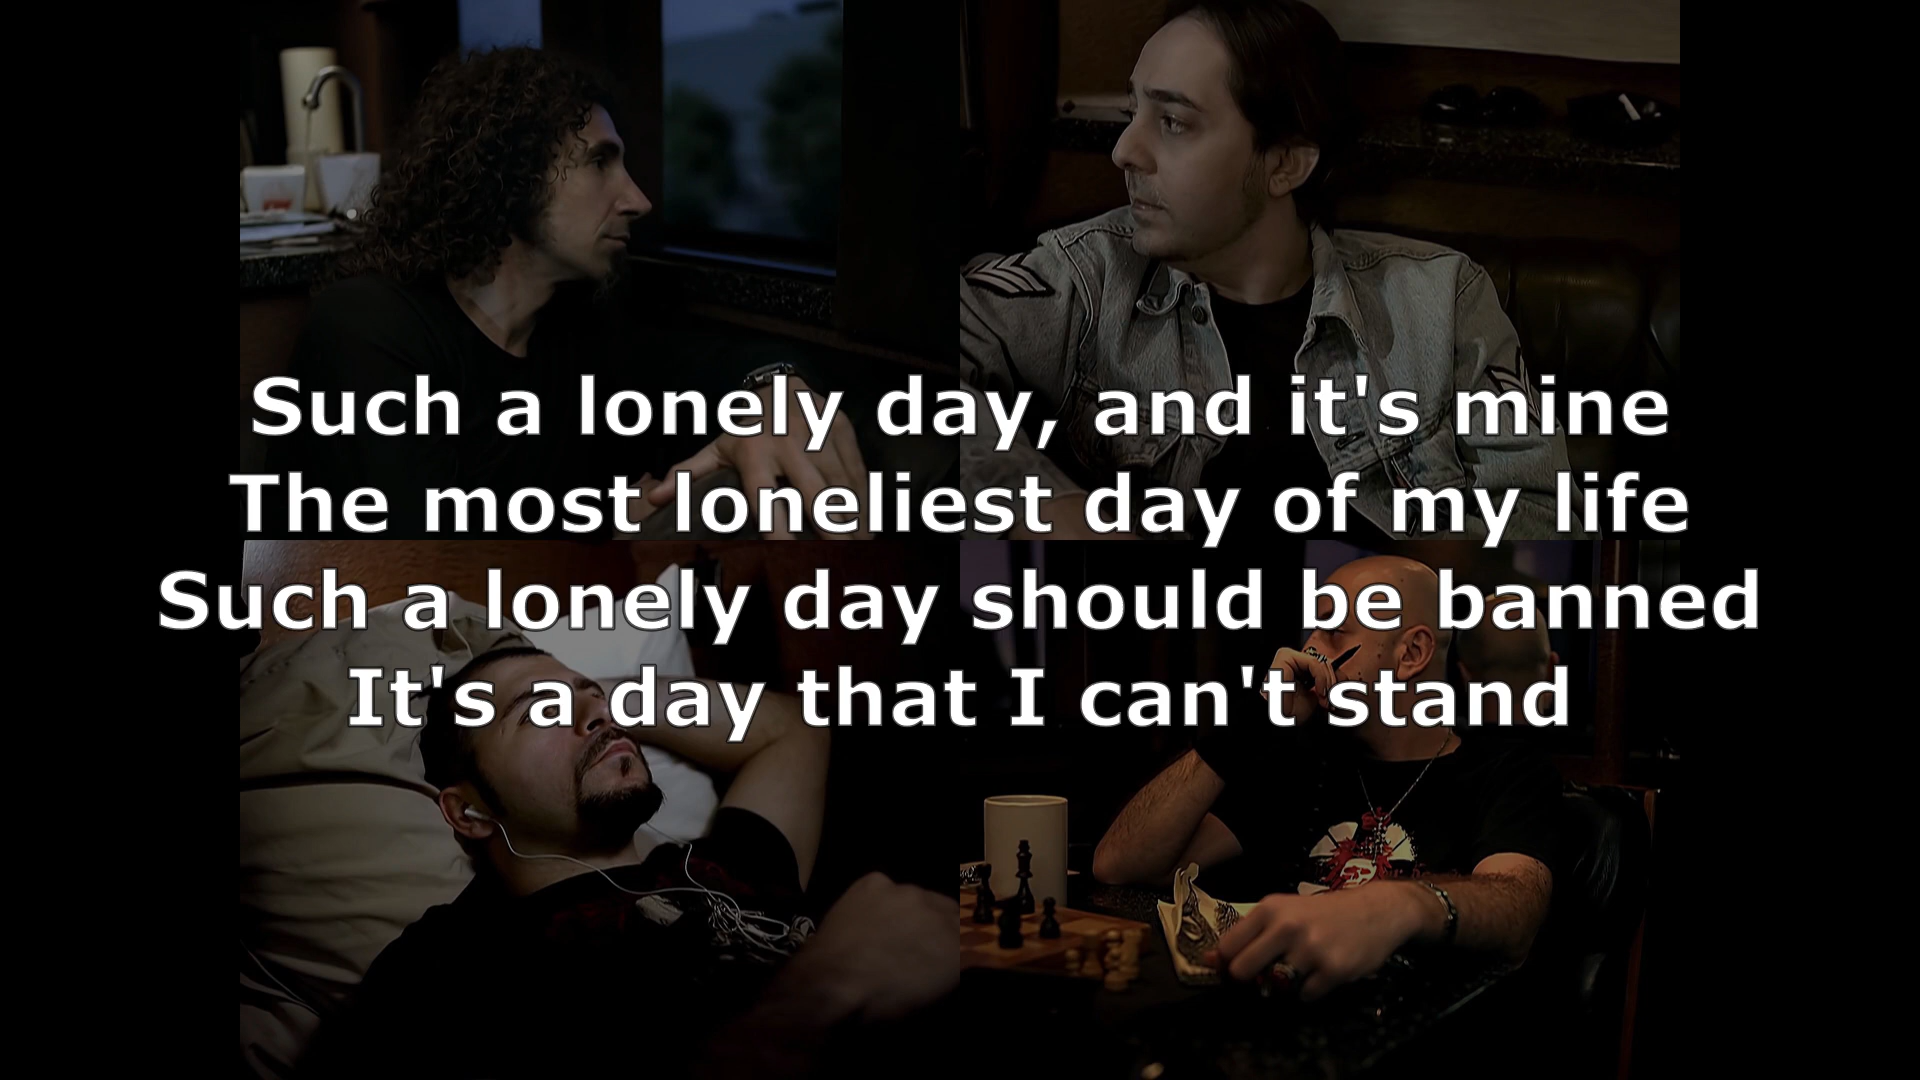 Such a lonely day, and it's mine
The most loneliest day of my life
Such a lonely day should be banned
It's a day that I can't stand